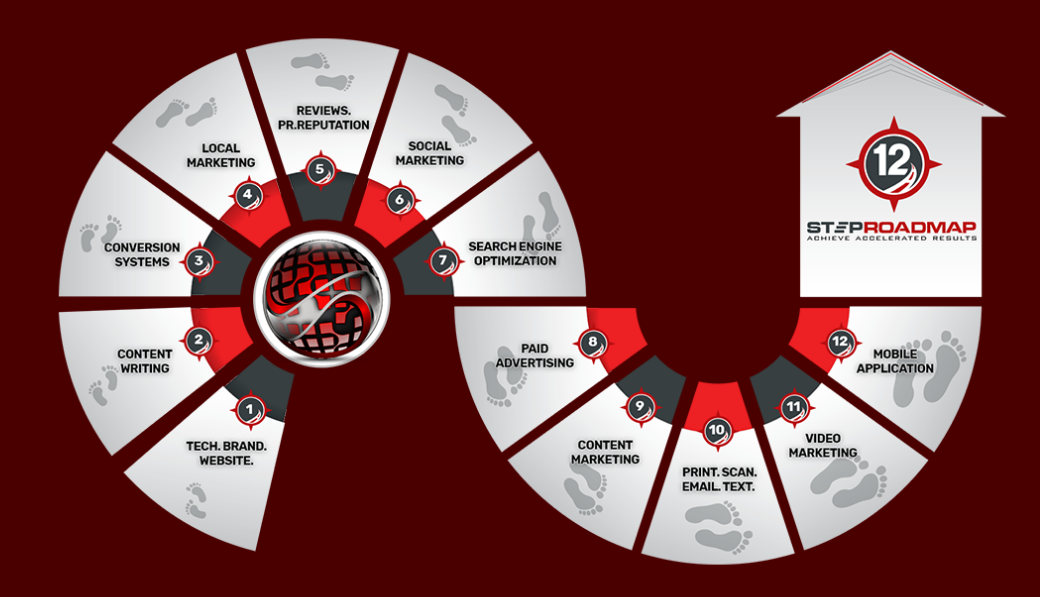 1
TECH. BRAND.
WEBSITE.
2
CONTENT
WRITING
3
CONVERSION
SYSTEMS
4
LOCAL
MARKETING
5
REVIEWS.
PR.REPUTATION
6
SOCIAL
MARKETING
7
SEARCH ENGINE
OPTIMIZATION
8
PAID
ADVERTISING
9
CONTENT
MARKETING
10
PRINT. SCAN.
EMAIL. TEXT.
11
VIDEO
MARKETING
12
MOBILE
APPLICATION
12
STEPROADMAP
ACHIEVE ACCELERATED RESULTS